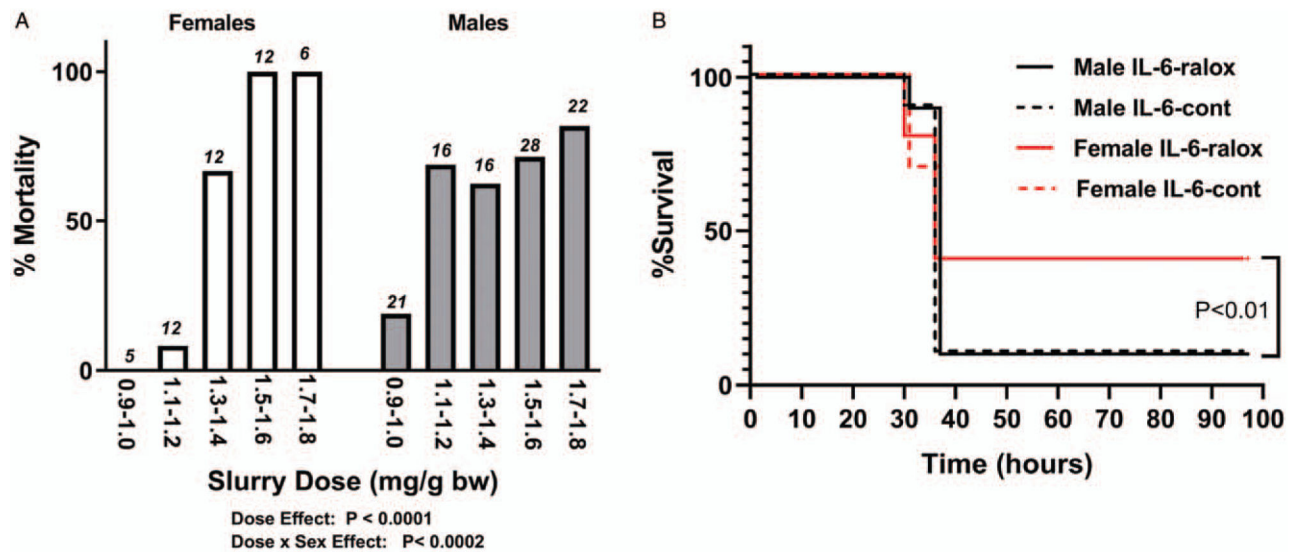 A
Females
Males
% Mortality
100
50
0
5
12
12
12
6
21
16
16
28
22
0.9-1.0
1.1-1.2
1.3-1.4
1.5-1.6
1.7-1.8
0.9-1.0
1.1-1.2
1.3-1.4
1.5-1.6
1.7-1.8
Slurry Dose (mg/g bw)
Dose Effect: P < 0.0001
Dose x Sex Effect: P< 0.0002
B
%Survival
100
50
0
Male IL-6-ralox
Male IL-6-cont
Female IL-6-ralox
Female IL-6-cont
P<0.01
0 10 20 30 40 50 60 70 80 90 100
Time (hours)